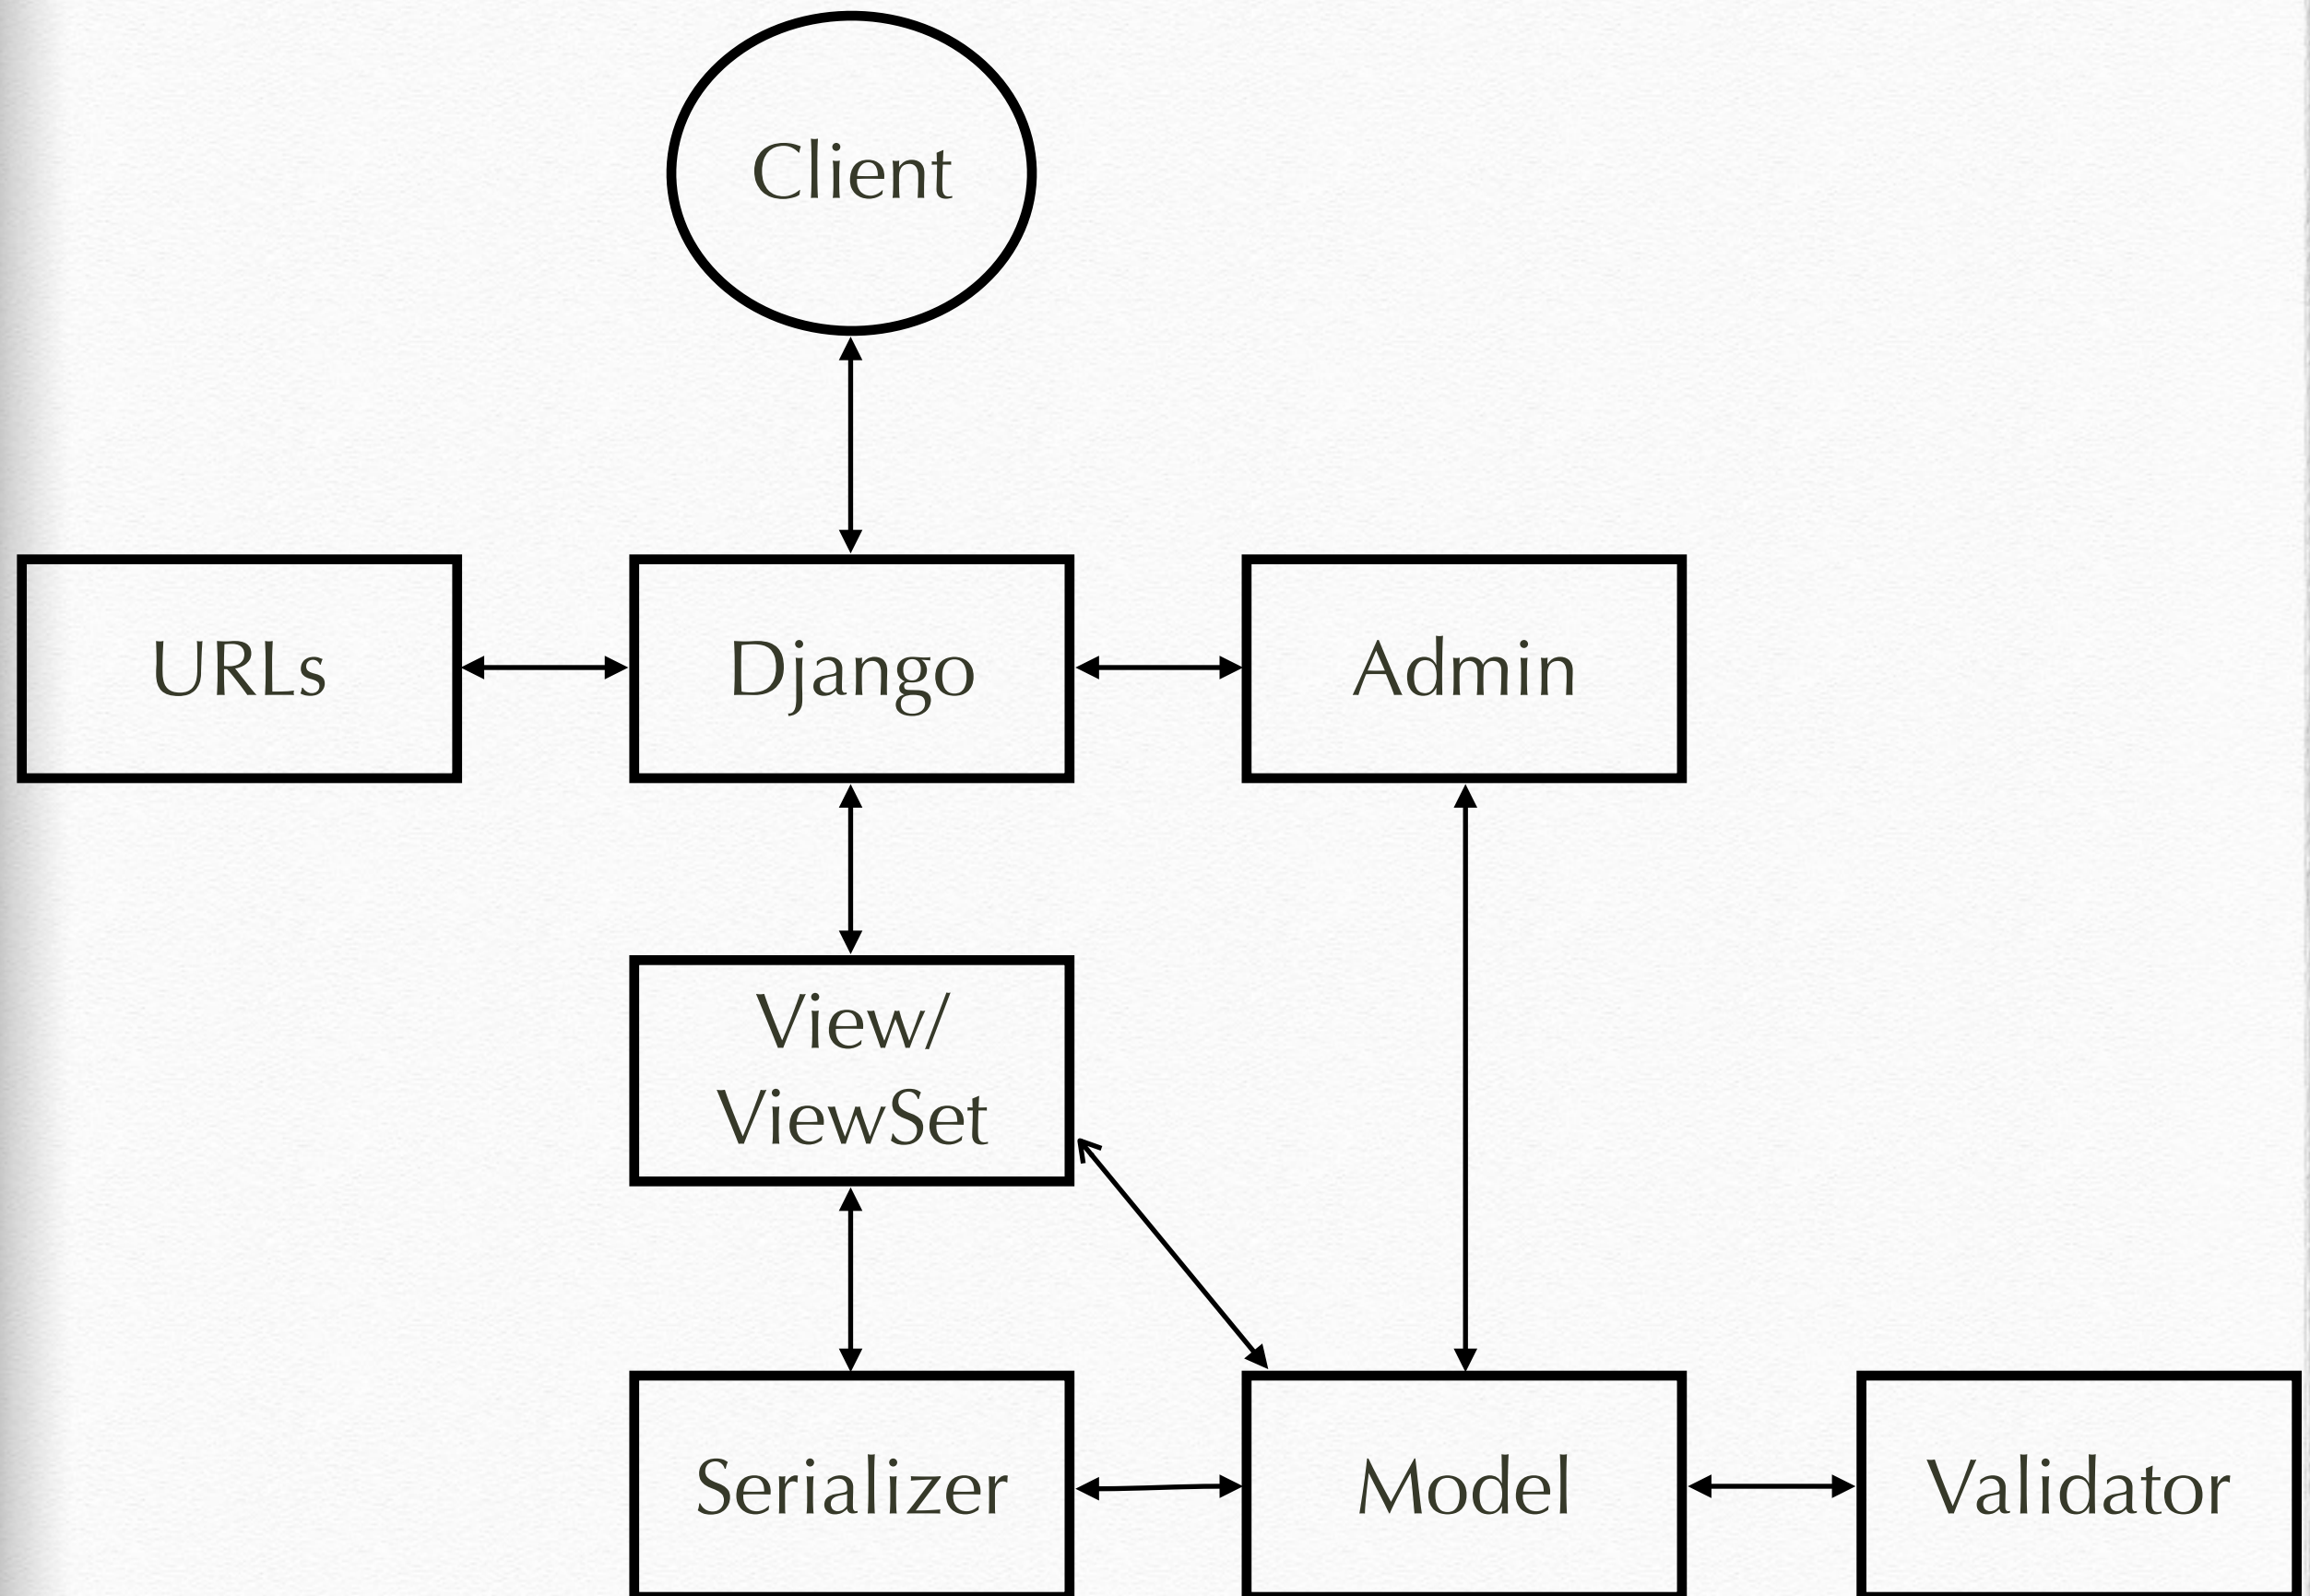 Client
URLs
Django
Admin
View/
ViewSet
Serializer
Model
Validator